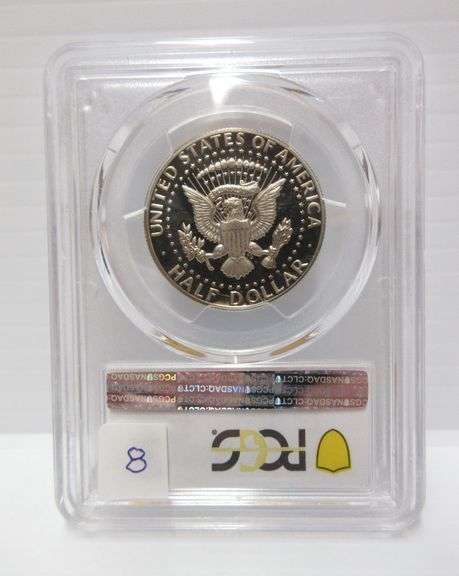 UNITED STATES OF AMERICA
HALF DOLLAR
PCGS NASDAQ:CLCT
PCGS
8